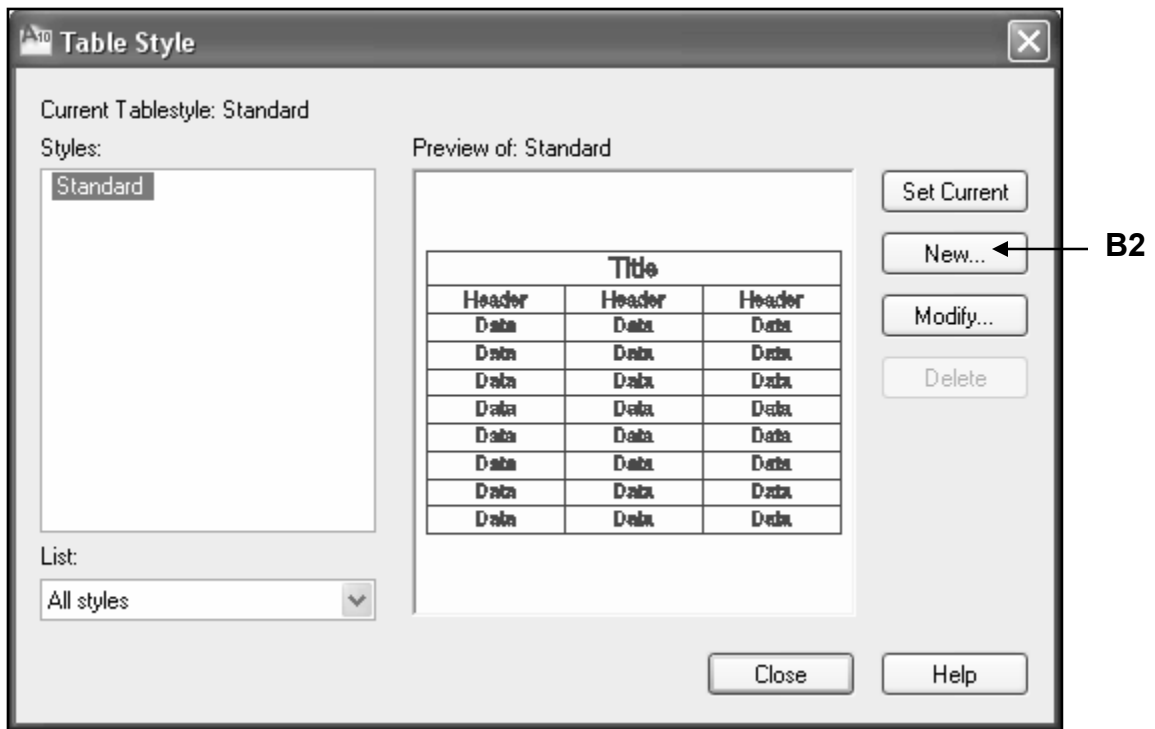 A10 Table Style
Current Tablestyle: Standard
Styles:
Standard
List:
All styles
Preview of: Standard
Title
Header Header Header
Data Data Data
Data Data Data
Data Data Data
Data Data Data
Data Data Data
Data Data Data
Data Data Data
Data Data Data
Set Current
New...
B2
Modify...
Delete
Close
Help